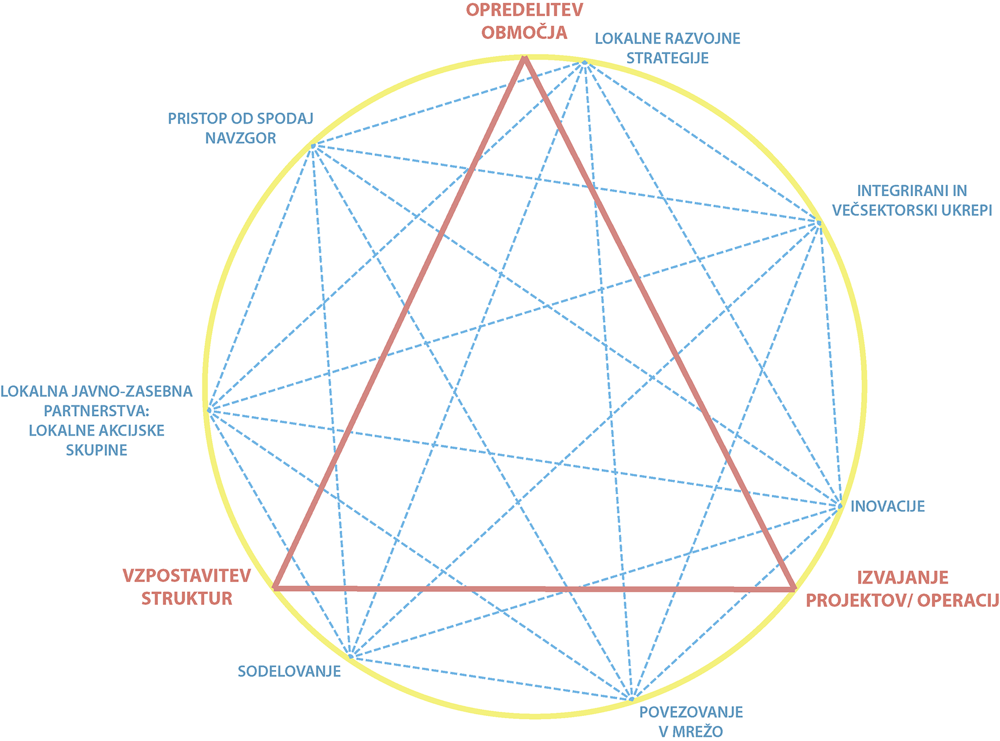 OPREDELITEV
OBMOČJA
LOKALNE RAZVOJNE
STRATEGIJE
PRISTOP OD SPODAJ
NAVZGOR
INTEGRIRANI IN
VEČSEKTORSKI UKREPI
LOKALNA JAVNO-ZASEBNA
PARTNERSTVA:
LOKALNE AKCIJSKE
SKUPINE
INOVACIJE
VZPOSTAVITEV
STRUKTUR
IZVAJANJE
PROJEKTOV/ OPERACIJ
SODELOVANJE
POVEZOVANJE
V MREŽO